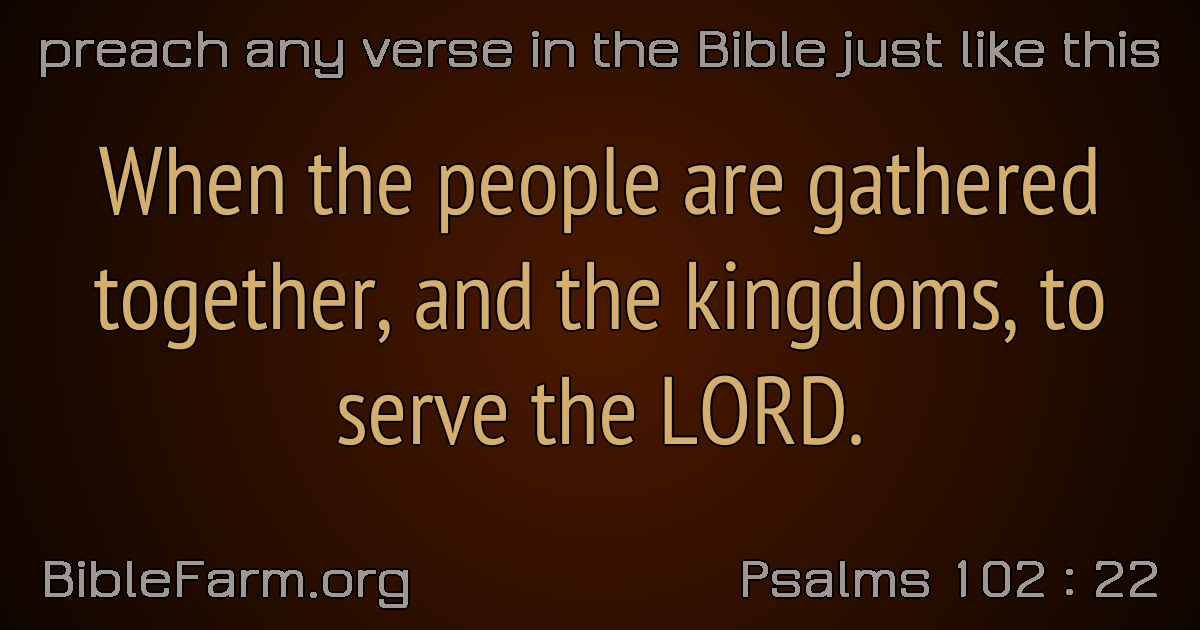 preach any verse in the Bible just like this
When the people are gathered
together, and the kingdoms, to
serve the LORD.
BibleFarm.org
Psalms 102 : 22